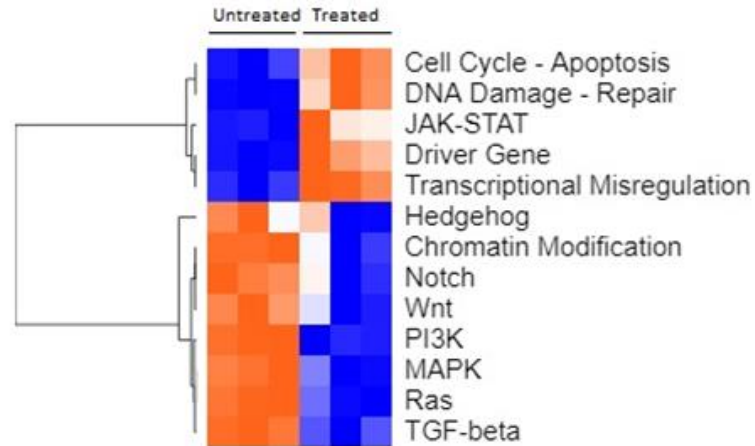 Untreated Treated
Cell Cycle - Apoptosis
DNA Damage - Repair
JAK-STAT
Driver Gene
Transcriptional Misregulation
Hedgehog
Chromatin Modification
Notch
Wnt
PI3K
MAPK
Ras
TGF-beta